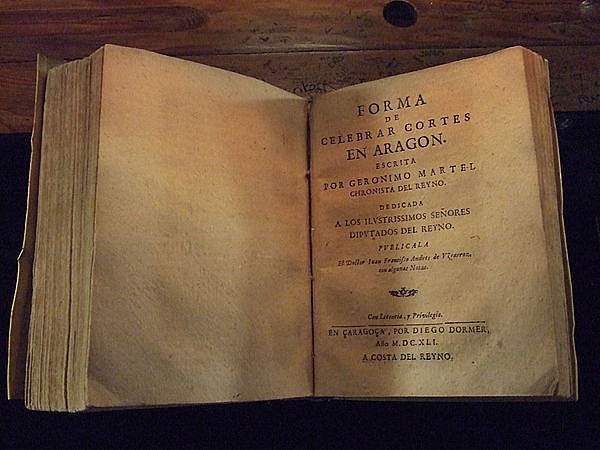 FORMA
DE
CELEBRAR CORTES
EN ARAGON.
ESCRITA
POR GERONIMO MARTEL
CHRONISTA DEL REYNO.
DEDICADA
A LOS ILVSTRISSIMOS SEÑORES
DIPVTADOS DEL REYNO.
PVBLICALA
El Doctor Iuan Francisco Andres de Vztarroz,
con algunas Notas.
Con Licencia, y Privilegio.
EN ÇARAGOÇA, POR DIEGO DORMER,
Año M.DC.XLI.
A COSTA DEL REYNO.